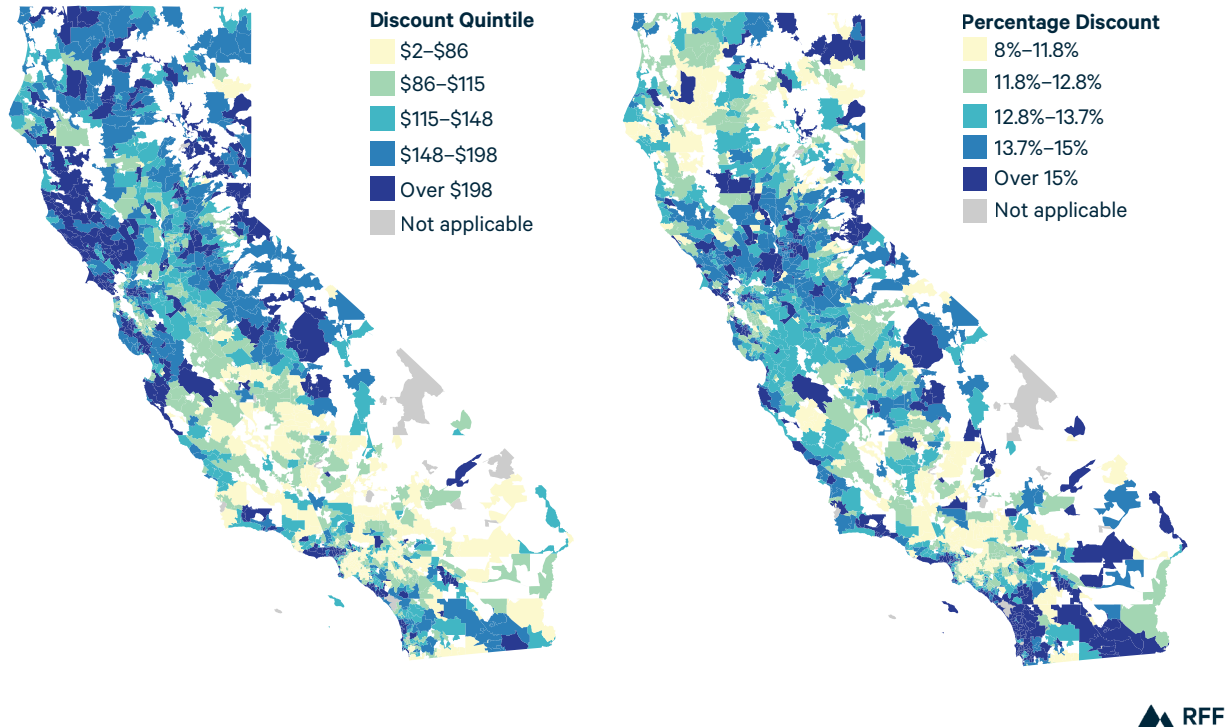 Discount Quintile
$2–$86
$86–$115
$115–$148
$148–$198
Over $198
Not applicable
Percentage Discount
8%–11.8%
11.8%–12.8%
12.8%–13.7%
13.7%–15%
Over 15%
Not applicable
RFF